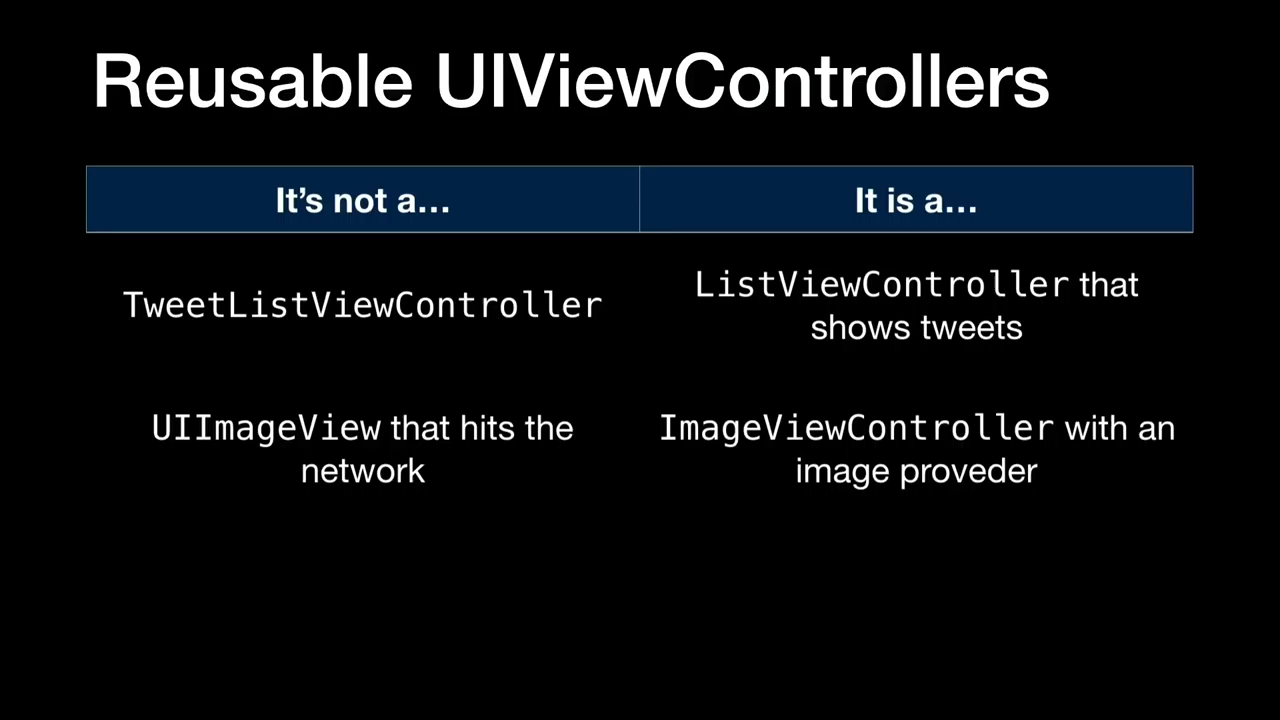 Reusable UIViewControllers
It's not a…
It is a…
TweetListViewController
ListViewController that
shows tweets
UIImageView that hits the
network
ImageViewController with an
image proveder